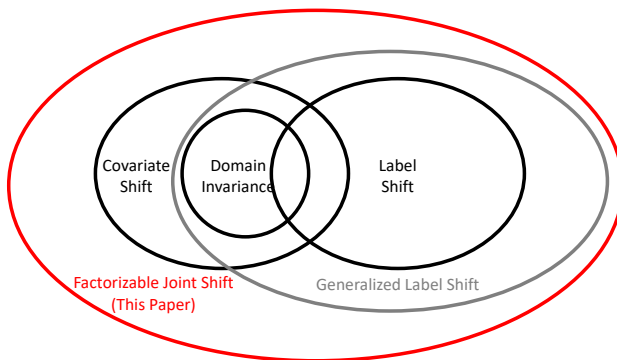 Covariate
Shift
Domain
Invariance
Label
Shift
Factorizable Joint Shift
(This Paper)
Generalized Label Shift